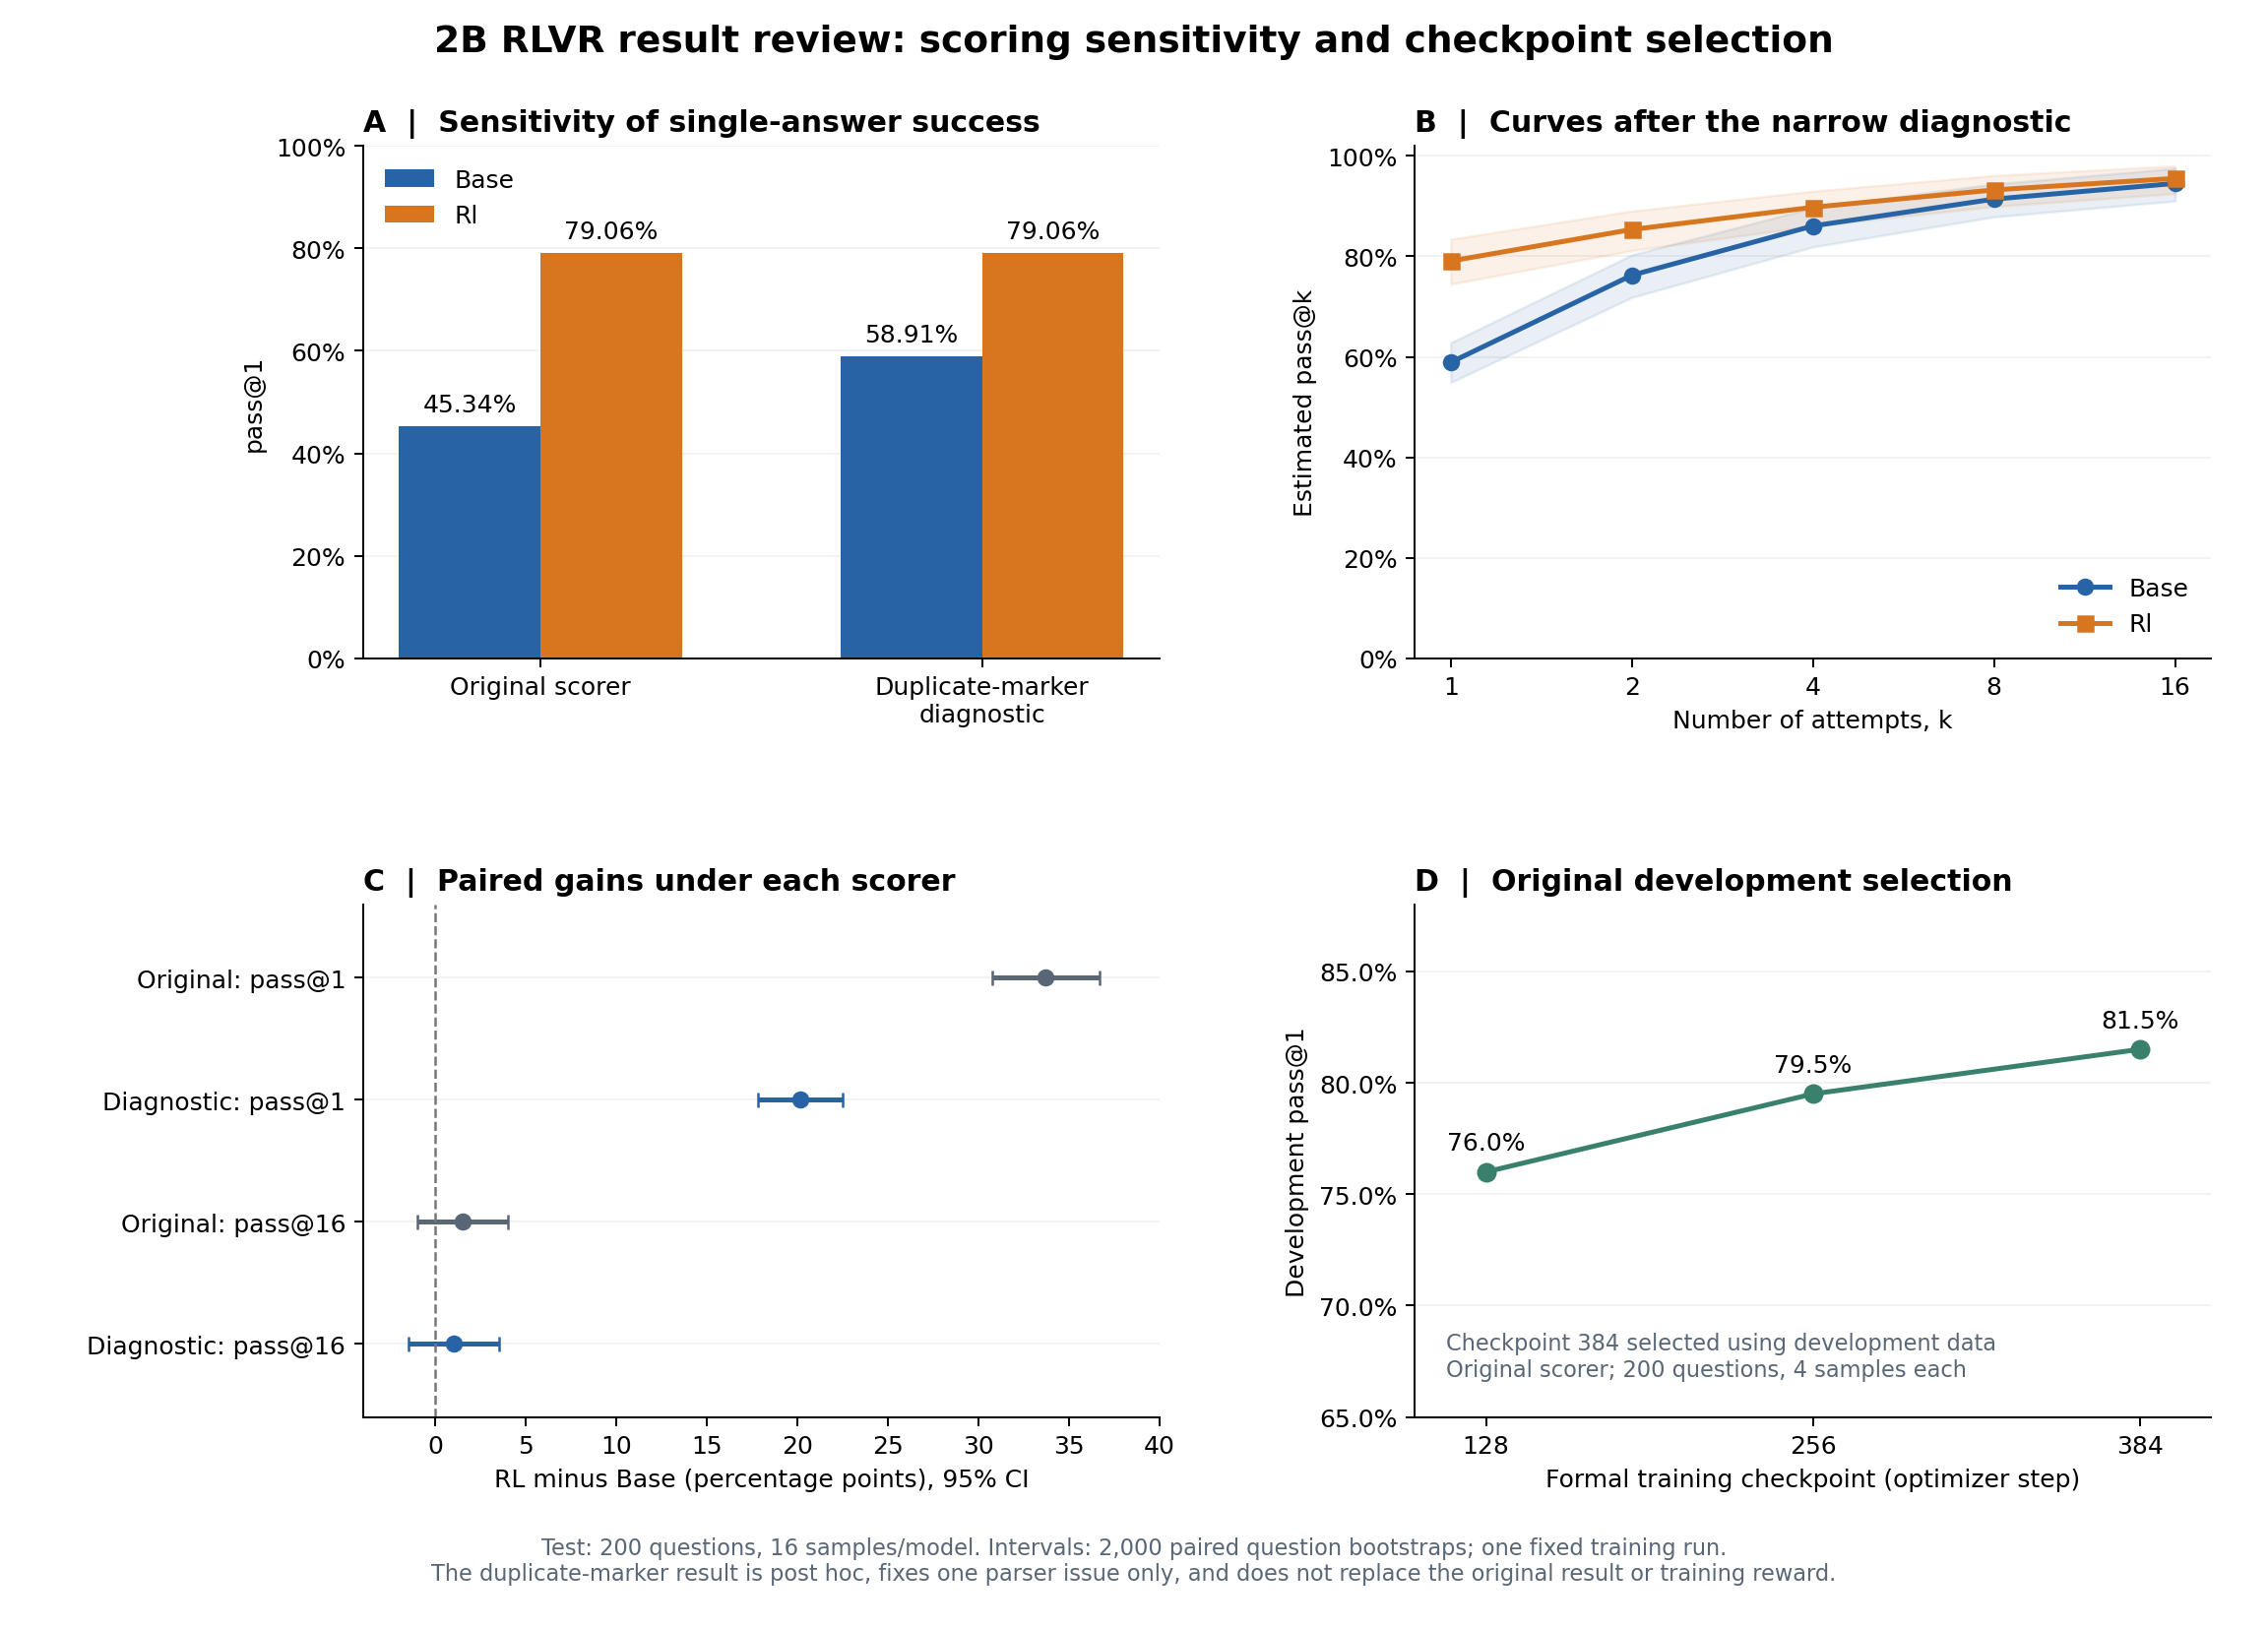 2B RLVR result review: scoring sensitivity and checkpoint selection
A | Sensitivity of single-answer success
100%
80%
60%
40%
20%
0%
pass@1
Base
Rl
45.34%
79.06%
58.91%
79.06%
Original scorer
Duplicate-marker
diagnostic
B | Curves after the narrow diagnostic
100%
80%
60%
40%
20%
0%
Estimated pass@k
Base
Rl
1
2
4
8
16
Number of attempts, k
C | Paired gains under each scorer
Original: pass@1
Diagnostic: pass@1
Original: pass@16
Diagnostic: pass@16
0
5
10
15
20
25
30
35
40
RL minus Base (percentage points), 95% CI
D | Original development selection
85.0%
80.0%
75.0%
70.0%
65.0%
Development pass@1
76.0%
79.5%
81.5%
Checkpoint 384 selected using development data
Original scorer; 200 questions, 4 samples each
128
256
384
Formal training checkpoint (optimizer step)
Test: 200 questions, 16 samples/model. Intervals: 2,000 paired question bootstraps; one fixed training run.
The duplicate-marker result is post hoc, fixes one parser issue only, and does not replace the original result or training reward.